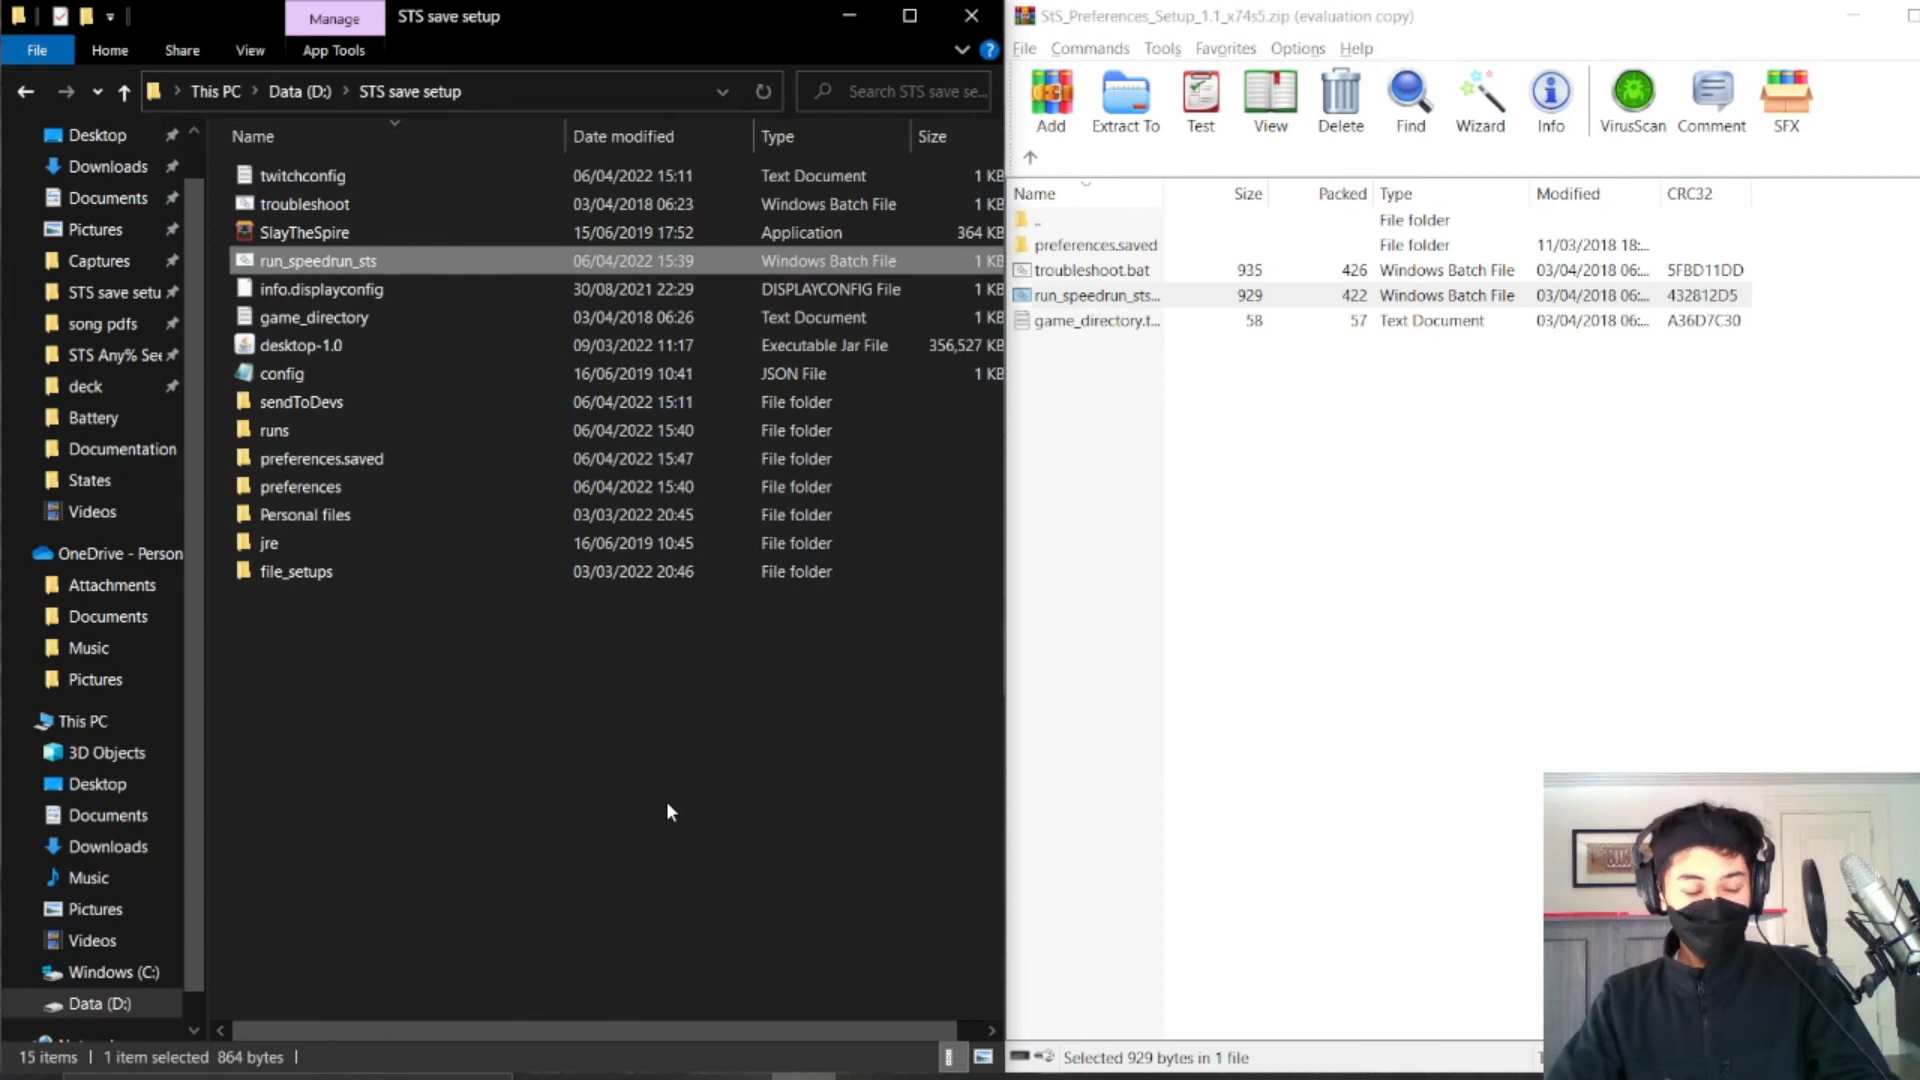 Manage
STS save setup
File
Home
Share
View
App Tools
This PC
Data (D:)
STS save setup
Search STS save se...
Name
Date modified
Type
Size
twitchconfig 06/04/2022 15:11 Text Document 1 KB
troubleshoot 03/04/2018 06:23 Windows Batch File 1 KB
SlayTheSpire 15/06/2019 17:52 Application 364 KB
run_speedrun_sts 06/04/2022 15:39 Windows Batch File 1 KB
info.displayconfig 30/08/2021 22:29 DISPLAYCONFIG File 1 KB
game_directory 03/04/2018 06:26 Text Document 1 KB
desktop-1.0 09/03/2022 11:17 Executable Jar File 356,527 KB
config 16/06/2019 10:41 JSON File 1 KB
sendToDevs 06/04/2022 15:11 File folder
runs 06/04/2022 15:40 File folder
preferences.saved 06/04/2022 15:47 File folder
preferences 06/04/2022 15:40 File folder
Personal files 03/03/2022 20:45 File folder
jre 16/06/2019 10:45 File folder
file_setups 03/03/2022 20:46 File folder
Desktop
Downloads
Documents
Pictures
Captures
STS save setu
song pdfs
STS Any% See
deck
Battery
Documentation
States
Videos
OneDrive - Person
Attachments
Documents
Music
Pictures
This PC
3D Objects
Desktop
Documents
Downloads
Music
Pictures
Videos
Windows (C:)
Data (D:)
15 items
1 item selected 864 bytes
StS_Preferences_Setup_1.1_x74s5.zip (evaluation copy)
File Commands Tools Favorites Options Help
Add
Extract To
Test
View
Delete
Find
Wizard
Info
VirusScan
Comment
SFX
Name Size Packed Type Modified CRC32
.. File folder
preferences.saved File folder 11/03/2018 18:...
troubleshoot.bat 935 426 Windows Batch File 03/04/2018 06:... 5FBD11DD
run_speedrun_sts... 929 422 Windows Batch File 03/04/2018 06:... 432812D5
game_directory.t... 58 57 Text Document 03/04/2018 06:... A36D7C30
Selected 929 bytes in 1 file